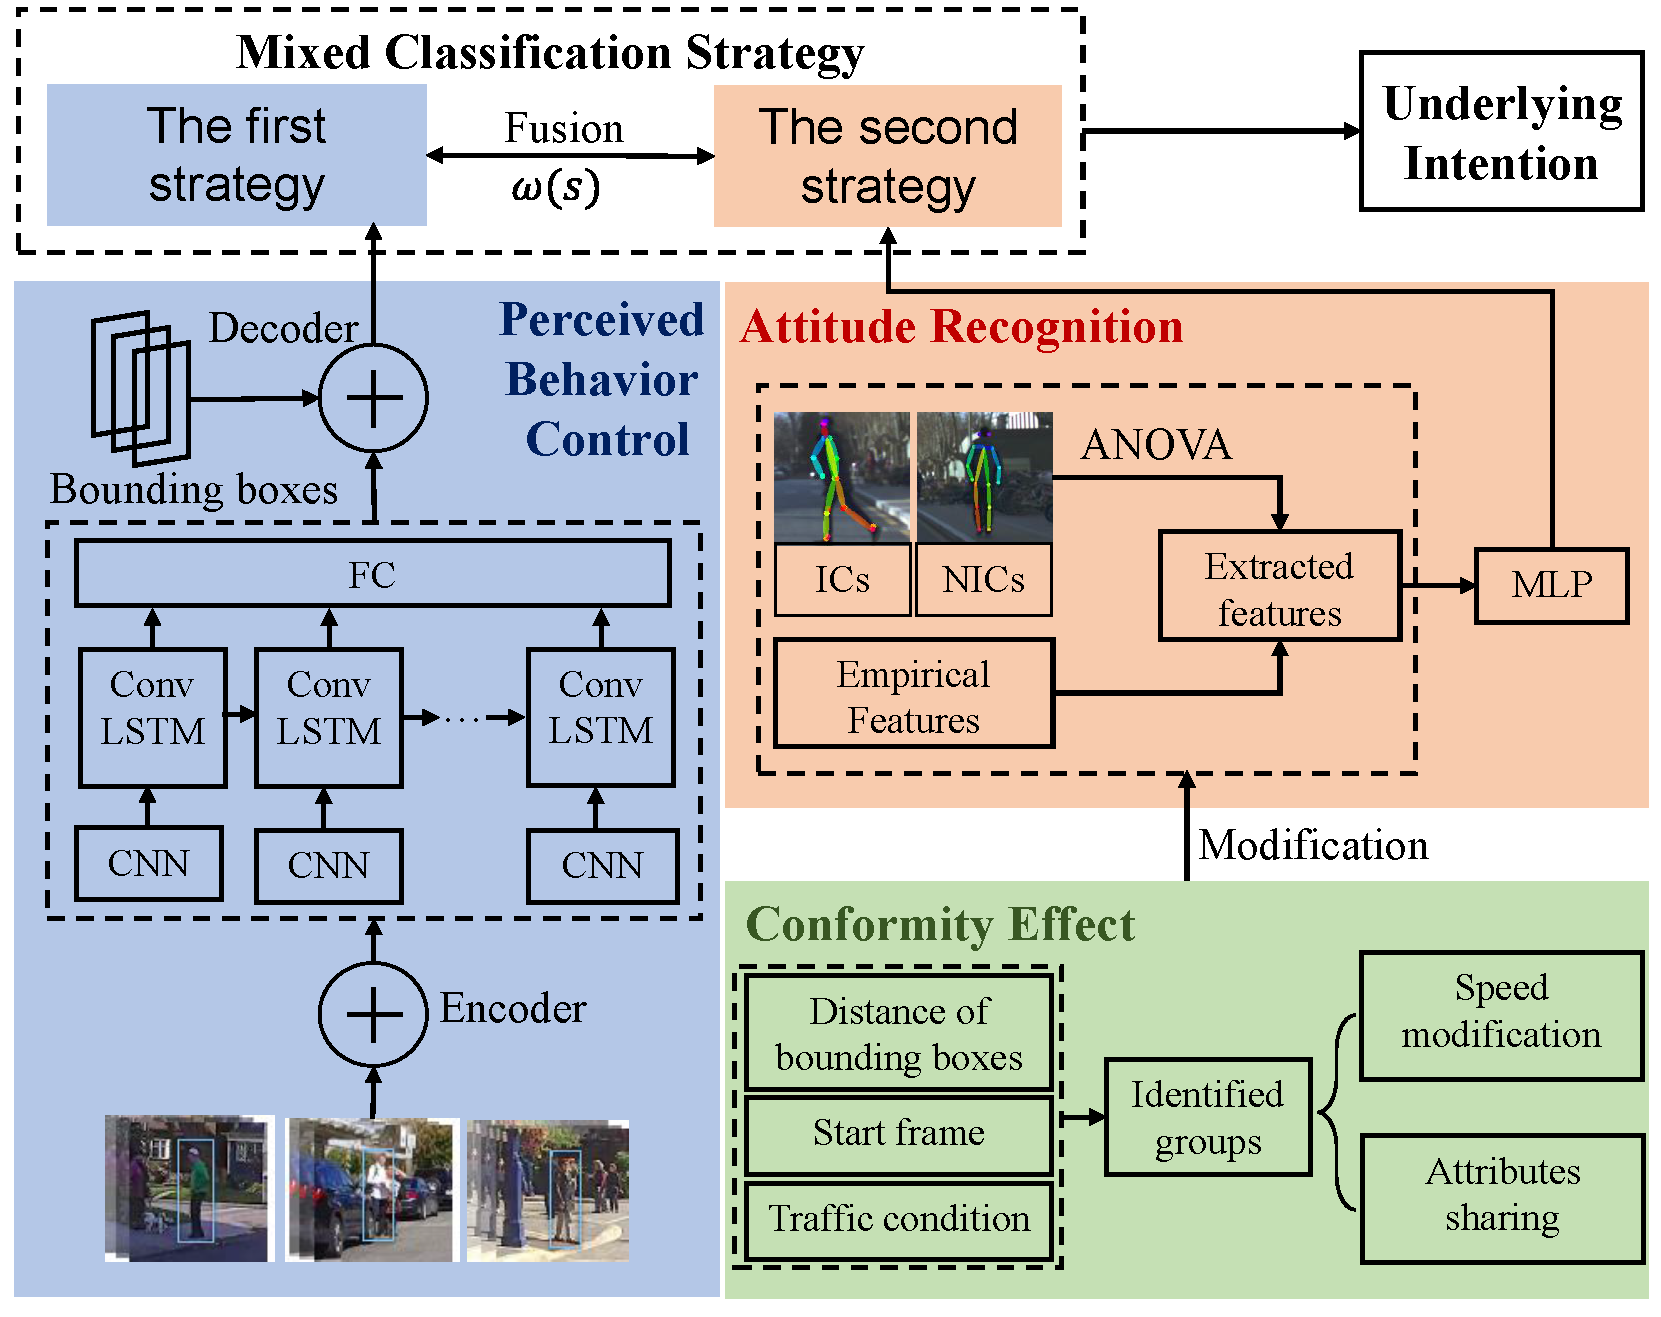 Mixed Classification Strategy
The first
strategy
Fusion
ω(s)
The second
strategy
Underlying
Intention
Perceived
Behavior
Control
Decoder
Bounding boxes
FC
Conv
LSTM
Conv
LSTM
...
Conv
LSTM
CNN
CNN
CNN
Encoder
Attitude Recognition
ANOVA
ICs
NICs
Extracted
features
MLP
Empirical
Features
Modification
Conformity Effect
Distance of
bounding boxes
Start frame
Traffic condition
Identified
groups
Speed
modification
Attributes
sharing